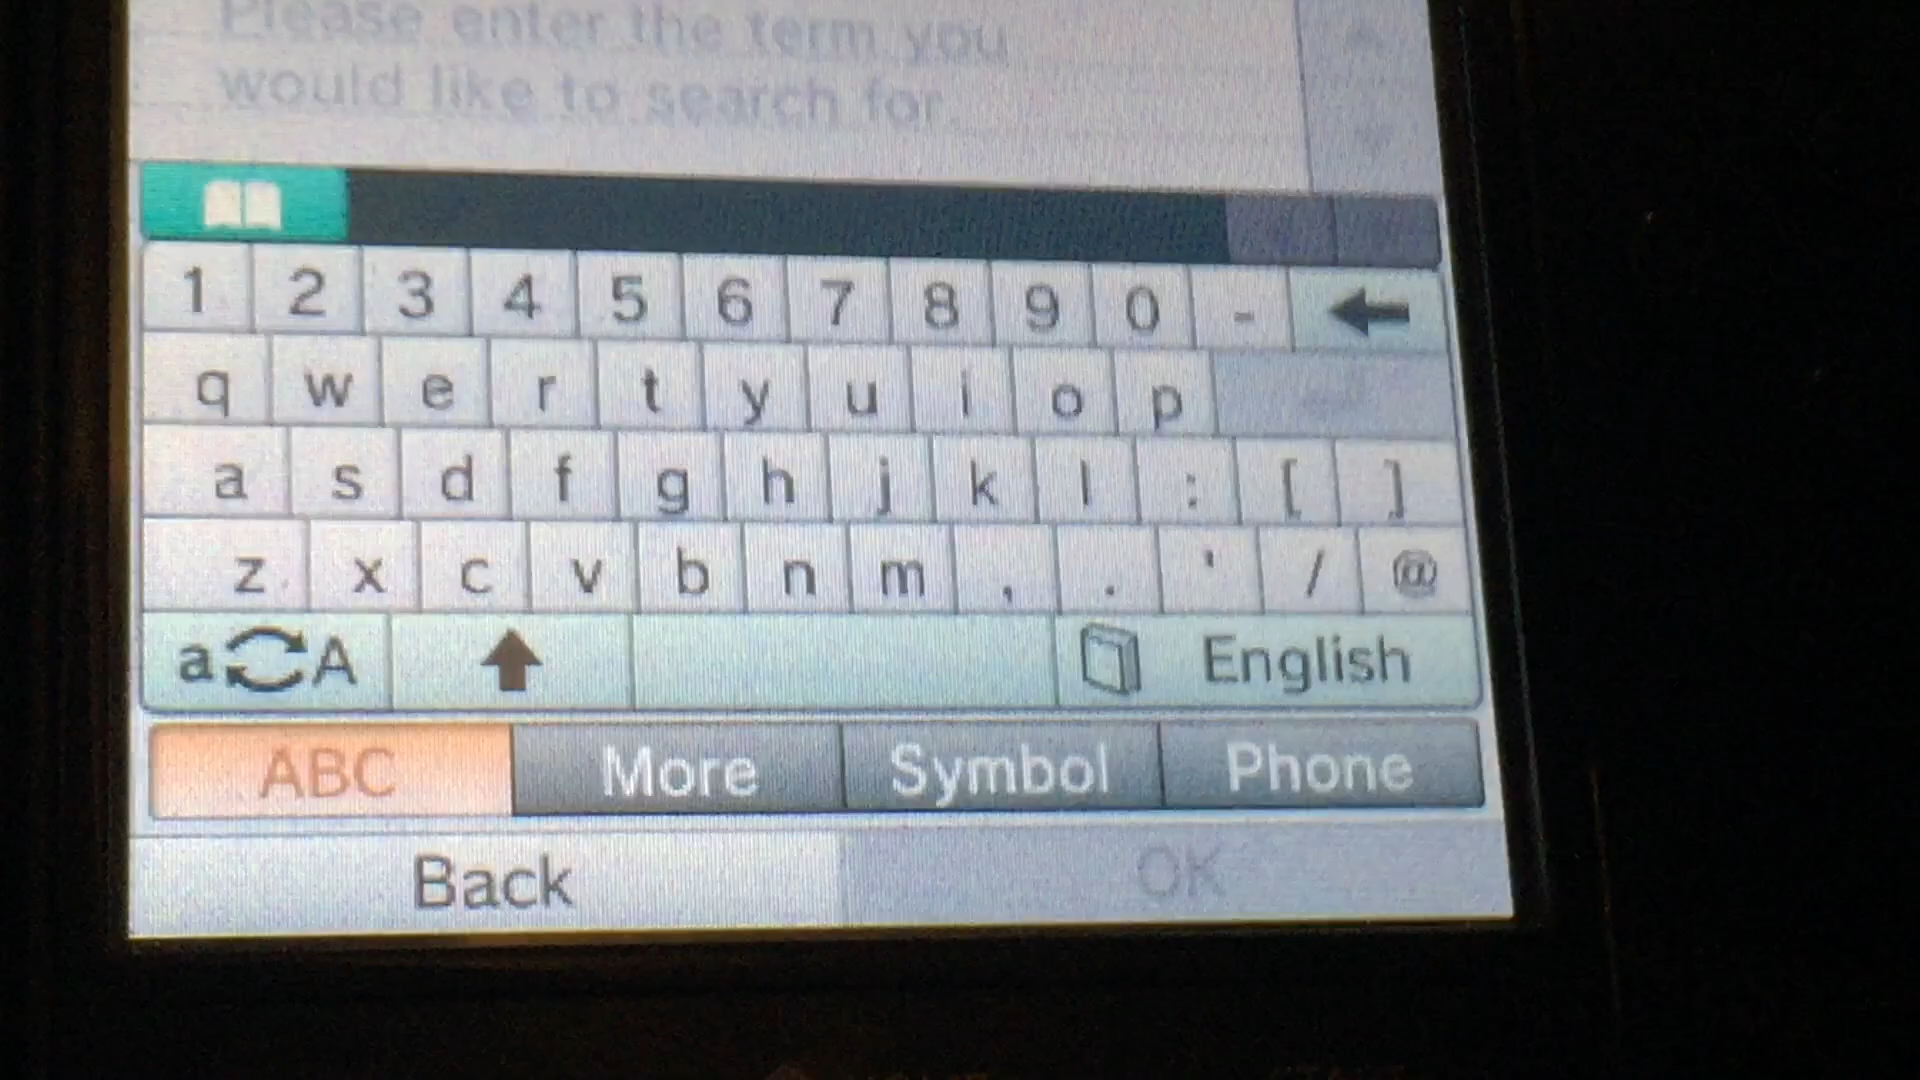 Please enter the term you
would like to search for.
1 2 3 4 5 6 7 8 9 0 -
q w e r t y u i o p
a s d f g h j k l : [ ]
z x c v b n m , . ' / @
a A English
ABC More Symbol Phone
Back OK